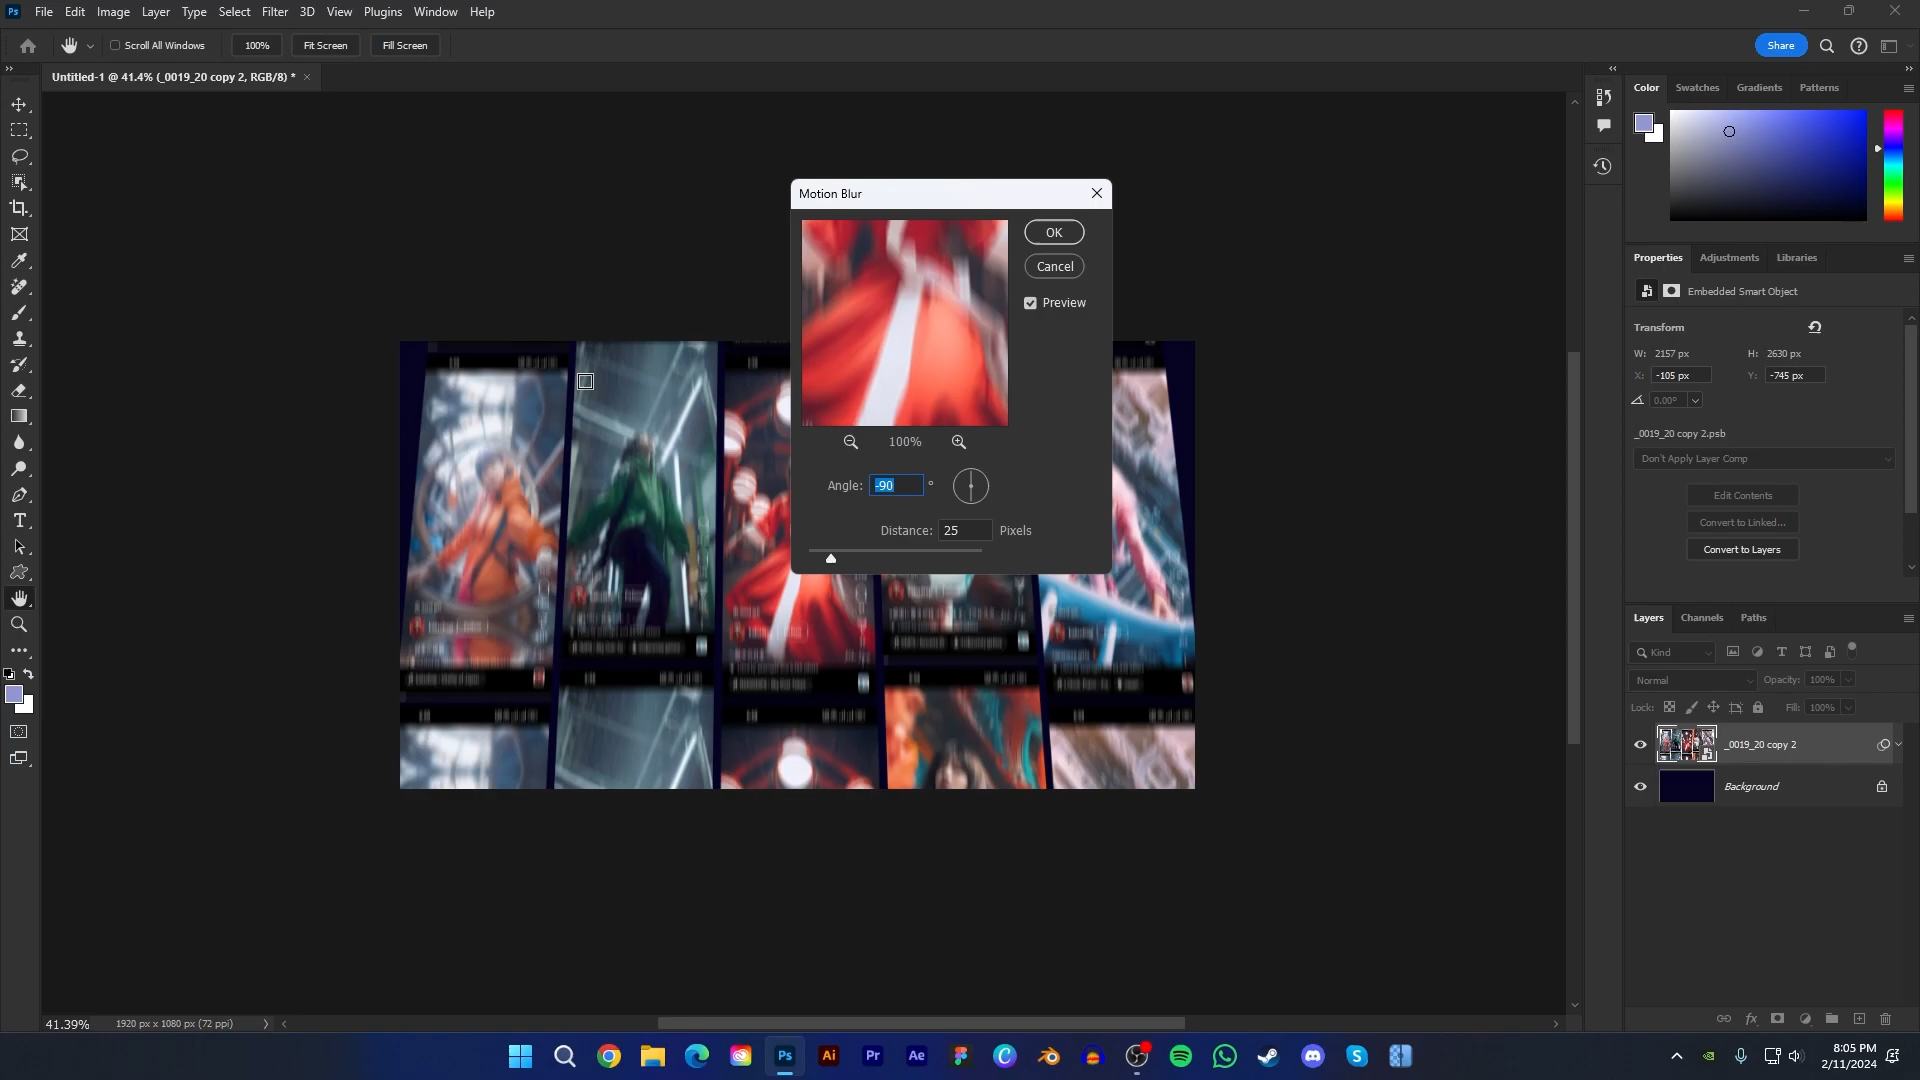 Ps File Edit Image Layer Type Select Filter 3D View Plugins Window Help
Scroll All Windows 100% Fit Screen Fill Screen Share
Untitled-1 @ 41.4% (_0019_20 copy 2, RGB/8) * ×
Color Swatches Gradients Patterns
Motion Blur
OK
Cancel
Preview
100%
Angle: -90 °
Distance: 25 Pixels
Properties Adjustments Libraries
Embedded Smart Object
Transform
W: 2157 px H: 2630 px
X: -105 px Y: -745 px
0.00°
_0019_20 copy 2.psb
Don't Apply Layer Comp
Edit Contents
Convert to Linked...
Convert to Layers
Layers Channels Paths
Kind
Normal Opacity: 100%
Lock: Fill: 100%
_0019_20 copy 2
Background
41.39% 1920 px x 1080 px (72 ppi)
Ps Ai Pr Ae
8:05 PM
2/11/2024